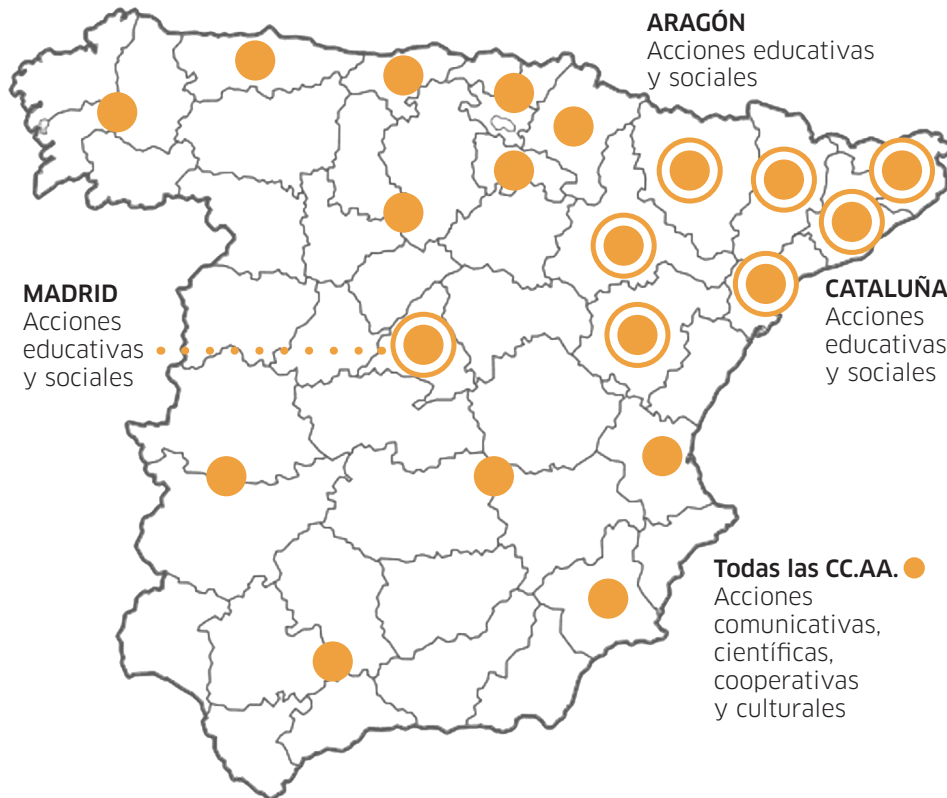 ARAGÓN
Acciones educativas
y sociales
MADRID
Acciones
educativas
y sociales
CATALUÑA
Acciones
educativas
y sociales
Todas las CC.AA.
Acciones
comunicativas,
científicas,
cooperativas
y culturales